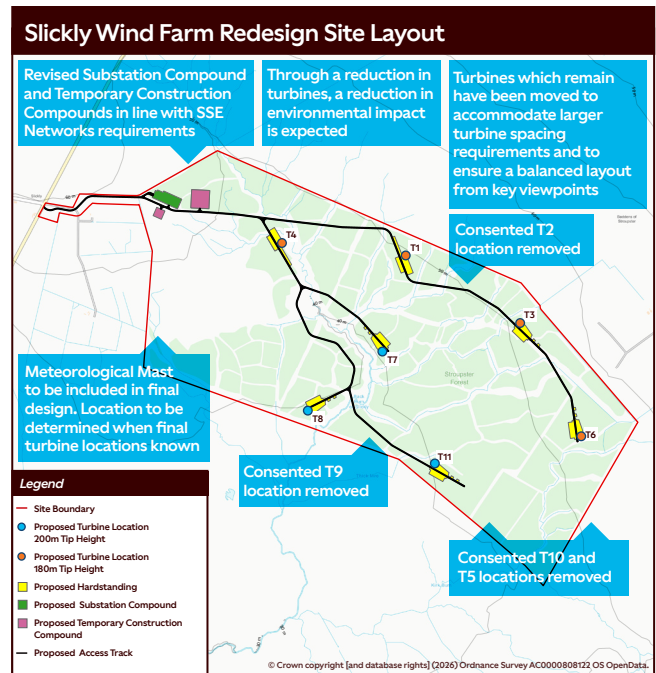 Slickly Wind Farm Redesign Site Layout
Revised Substation Compound
and Temporary Construction
Compounds in line with SSE
Networks requirements
Through a reduction in
turbines, a reduction in
environmental impact
is expected
Turbines which remain
have been moved to
accommodate larger
turbine spacing
requirements and to
ensure a balanced layout
from key viewpoints
Consented T2
location removed
T4
T1
T3
T7
Stroupster
Forest
T8
T6
T11
40 m
40 m
Meteorological Mast
to be included in final
design. Location to be
determined when final
turbine locations known
Consented T9
location removed
Consented T10 and
T5 locations removed
Legend
Site Boundary
Proposed Turbine Location
200m Tip Height
Proposed Turbine Location
180m Tip Height
Proposed Hardstanding
Proposed Substation Compound
Proposed Temporary Construction
Compound
Proposed Access Track
© Crown copyright [and database rights] (2026) Ordnance Survey AC0000808122 OS OpenData.